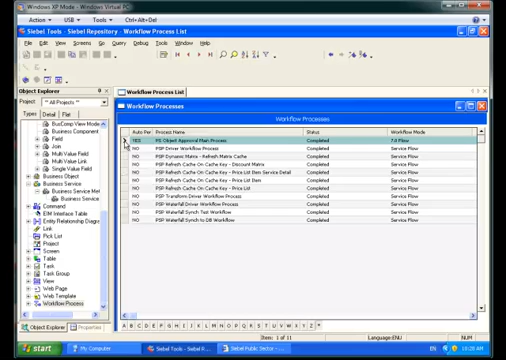 Windows XP Mode - Windows Virtual PC
Action USB Tools Ctrl+Alt+Del
Siebel Tools - Siebel Repository - Workflow Process List
File Edit View Screens Go Query Debug Tools Window Help
Object Explorer
Project: ** All Projects **
Types Detail Flat
BusComp View Mode
Business Component
Field
Join
Multi Value Field
Multi Value Link
Single Value Field
Business Object
Business Service
Business Service Met
Business Service
Command
EIM Interface Table
Entity Relationship Diagram
Link
Pick List
Project
Screen
Table
Task
Task Group
View
Web Page
Web Template
Workflow Process
Object Explorer Properties
Workflow Process List
Workflow Processes
Workflow Processes
Auto Per Process Name Status Workflow Mode
YES PS Object Approval Main Process Completed 7.0 Flow
NO PSP Driver Workflow Process Completed Service Flow
NO PSP Dynamic Matrix - Refresh Matrix Cache Completed Service Flow
NO PSP Refresh Cache On Cache Key - Discount Matrix Completed Service Flow
NO PSP Refresh Cache On Cache Key - Price List Item Service Detail Completed Service Flow
NO PSP Refresh Cache On Cache Key - Price List Item Completed Service Flow
NO PSP Refresh Cache On Cache Key - Price List Completed Service Flow
NO PSP Transform Driver Workflow Process Completed Service Flow
NO PSP Waterfall Driver Workflow Process Completed Service Flow
NO PSP Waterfall Synch Test Workflow Completed Service Flow
NO PSP Waterfall Synch to DB Workflow Completed Service Flow
A B C D E F G H I J K L M N O P Q R S T U V W X Y Z *
Item: 1 of 11 Language:ENU NUM
start My Computer Siebel Tools - Siebel R... Siebel Public Sector - ... EN 10:28 AM